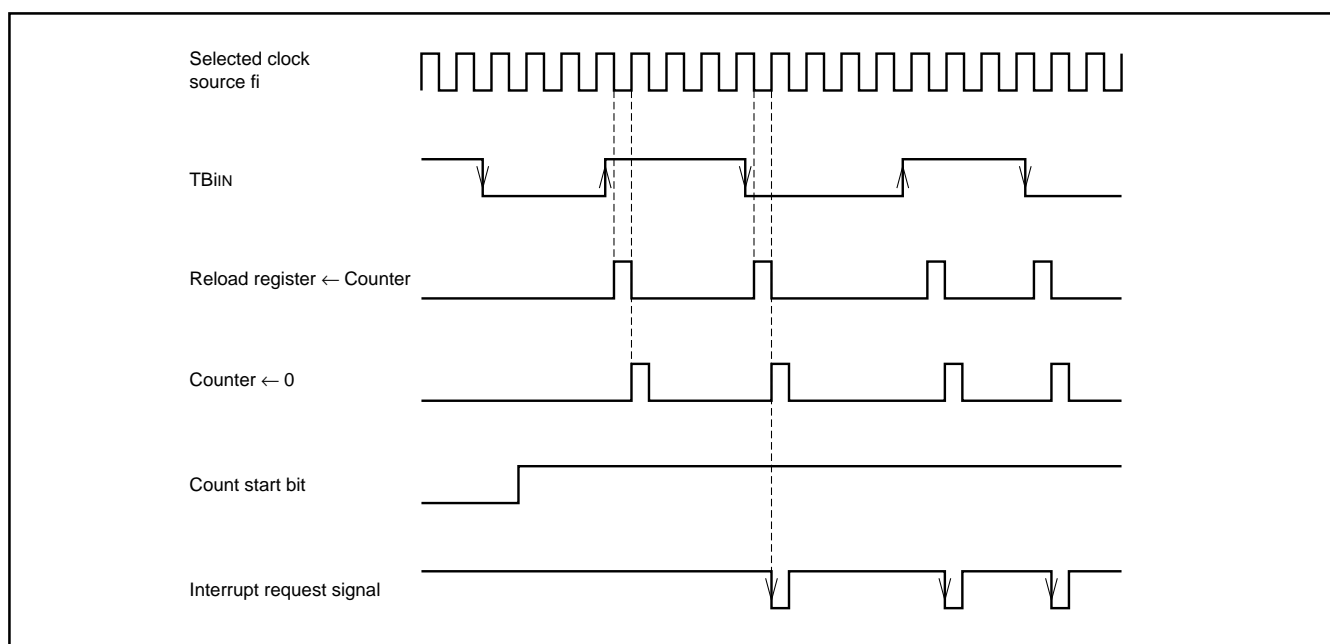 Selected clock
source fi
TBiIN
Reload register ← Counter
Counter ← 0
Count start bit
Interrupt request signal